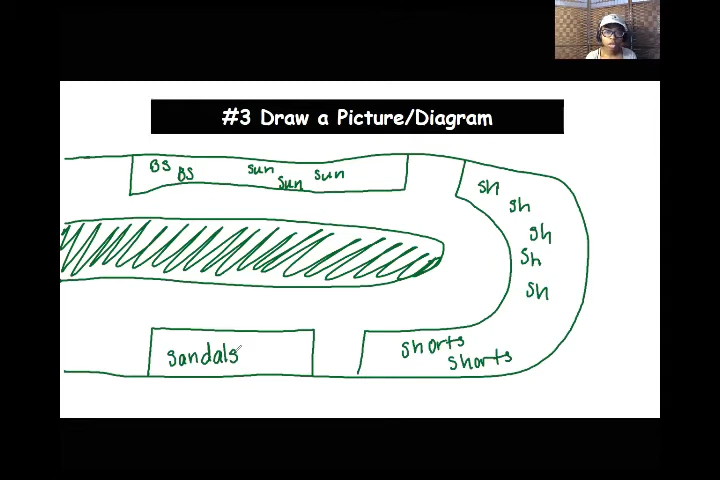 #3 Draw a Picture/Diagram
BS BS sun sun sun
sh
sh
sh
sh
sh
shorts
shorts
sandals